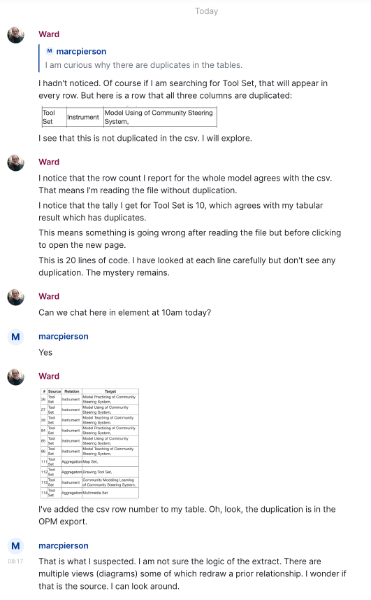 Today
Ward
M marcpierson
I am curious why there are duplicates in the tables.
I hadn't noticed. Of course if I am searching for Tool Set, that will appear in
every row. But here is a row that all three columns are duplicated:
Tool Set Instrument Model Using of Community Steering System,
I see that this is not duplicated in the csv. I will explore.
Ward
I notice that the row count I report for the whole model agrees with the csv.
That means I'm reading the file without duplication.
I notice that the tally I get for Tool Set is 10, which agrees with my tabular
result which has duplicates.
This means something is going wrong after reading the file but before clicking
to open the new page.
This is 20 lines of code. I have looked at each line carefully but don't see any
duplication. The mystery remains.
Ward
Can we chat here in element at 10am today?
M marcpierson
Yes
Ward
# Source Relation Target
Tool Set Instrument Model Practicing of Community Steering System,
Tool Set Instrument Model Using of Community Steering System,
Tool Set Instrument Model Teaching of Community Steering System,
Tool Set Instrument Model Practicing of Community Steering System,
Tool Set Instrument Model Using of Community Steering System,
Tool Set Instrument Model Teaching of Community Steering System,
Tool Set Aggregation Map Set,
Tool Set Aggregation Drawing Tool Set,
Tool Set Instrument Community Modeling Learning of Community Steering System,
Tool Set Aggregation Multimedia Set
I've added the csv row number to my table. Oh, look, the duplication is in the
OPM export.
M marcpierson
08:17
That is what I suspected. I am not sure the logic of the extract. There are
multiple views (diagrams) some of which redraw a prior relationship. I wonder if
that is the source. I can look around.